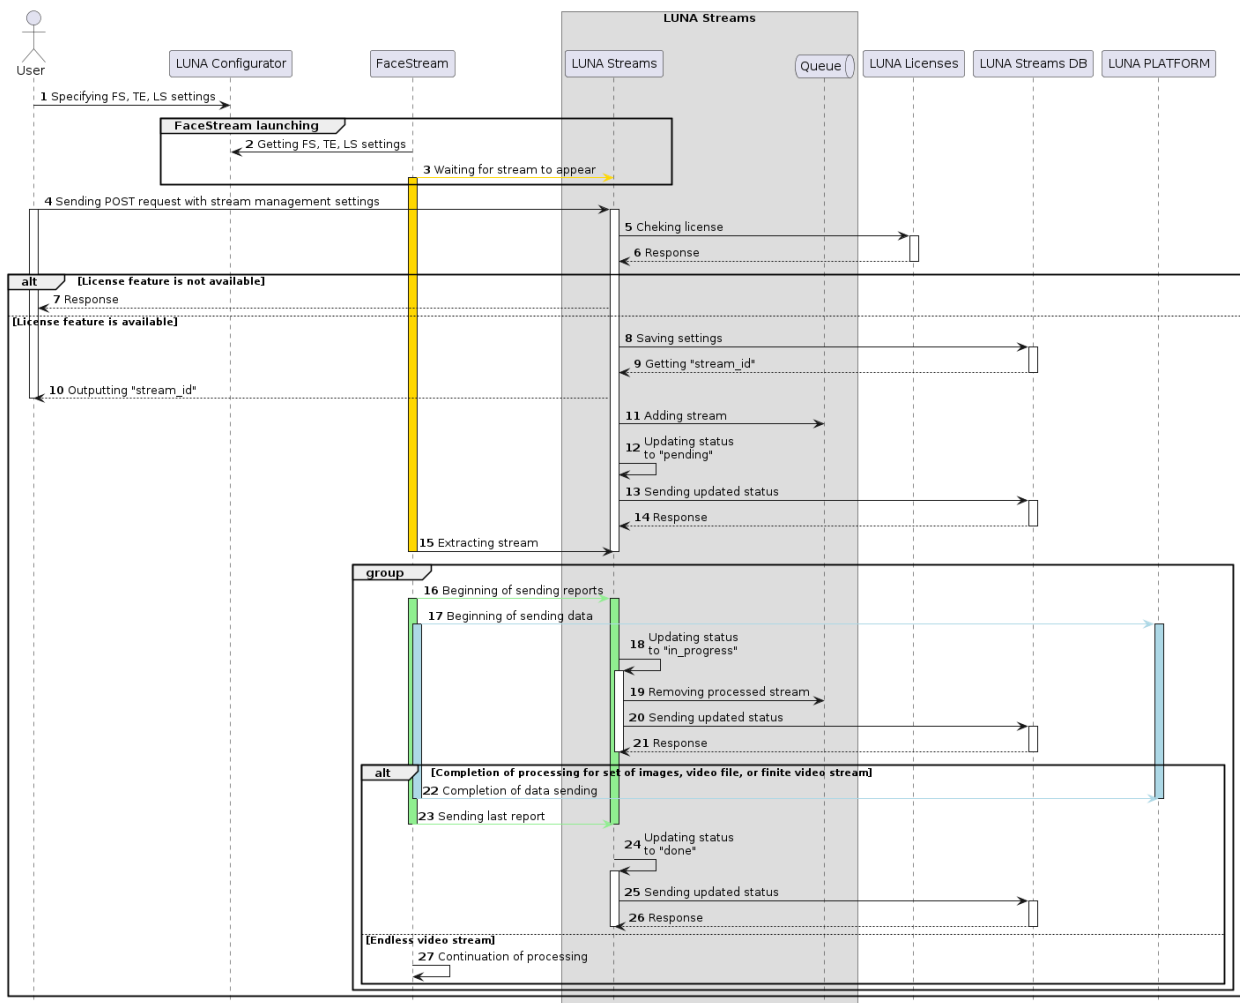 LUNA Streams
User
LUNA Configurator
FaceStream
LUNA Streams
Queue
LUNA Licenses
LUNA Streams DB
LUNA PLATFORM
1 Specifying FS, TE, LS settings
FaceStream launching
2 Getting FS, TE, LS settings
3 Waiting for stream to appear
4 Sending POST request with stream management settings
5 Cheking license
6 Response
alt [License feature is not available]
7 Response
[License feature is available]
8 Saving settings
9 Getting "stream_id"
10 Outputting "stream_id"
11 Adding stream
12 Updating status
to "pending"
13 Sending updated status
14 Response
15 Extracting stream
group
16 Beginning of sending reports
17 Beginning of sending data
18 Updating status
to "in_progress"
19 Removing processed stream
20 Sending updated status
21 Response
alt [Completion of processing for set of images, video file, or finite video stream]
22 Completion of data sending
23 Sending last report
24 Updating status
to "done"
25 Sending updated status
26 Response
[Endless video stream]
27 Continuation of processing